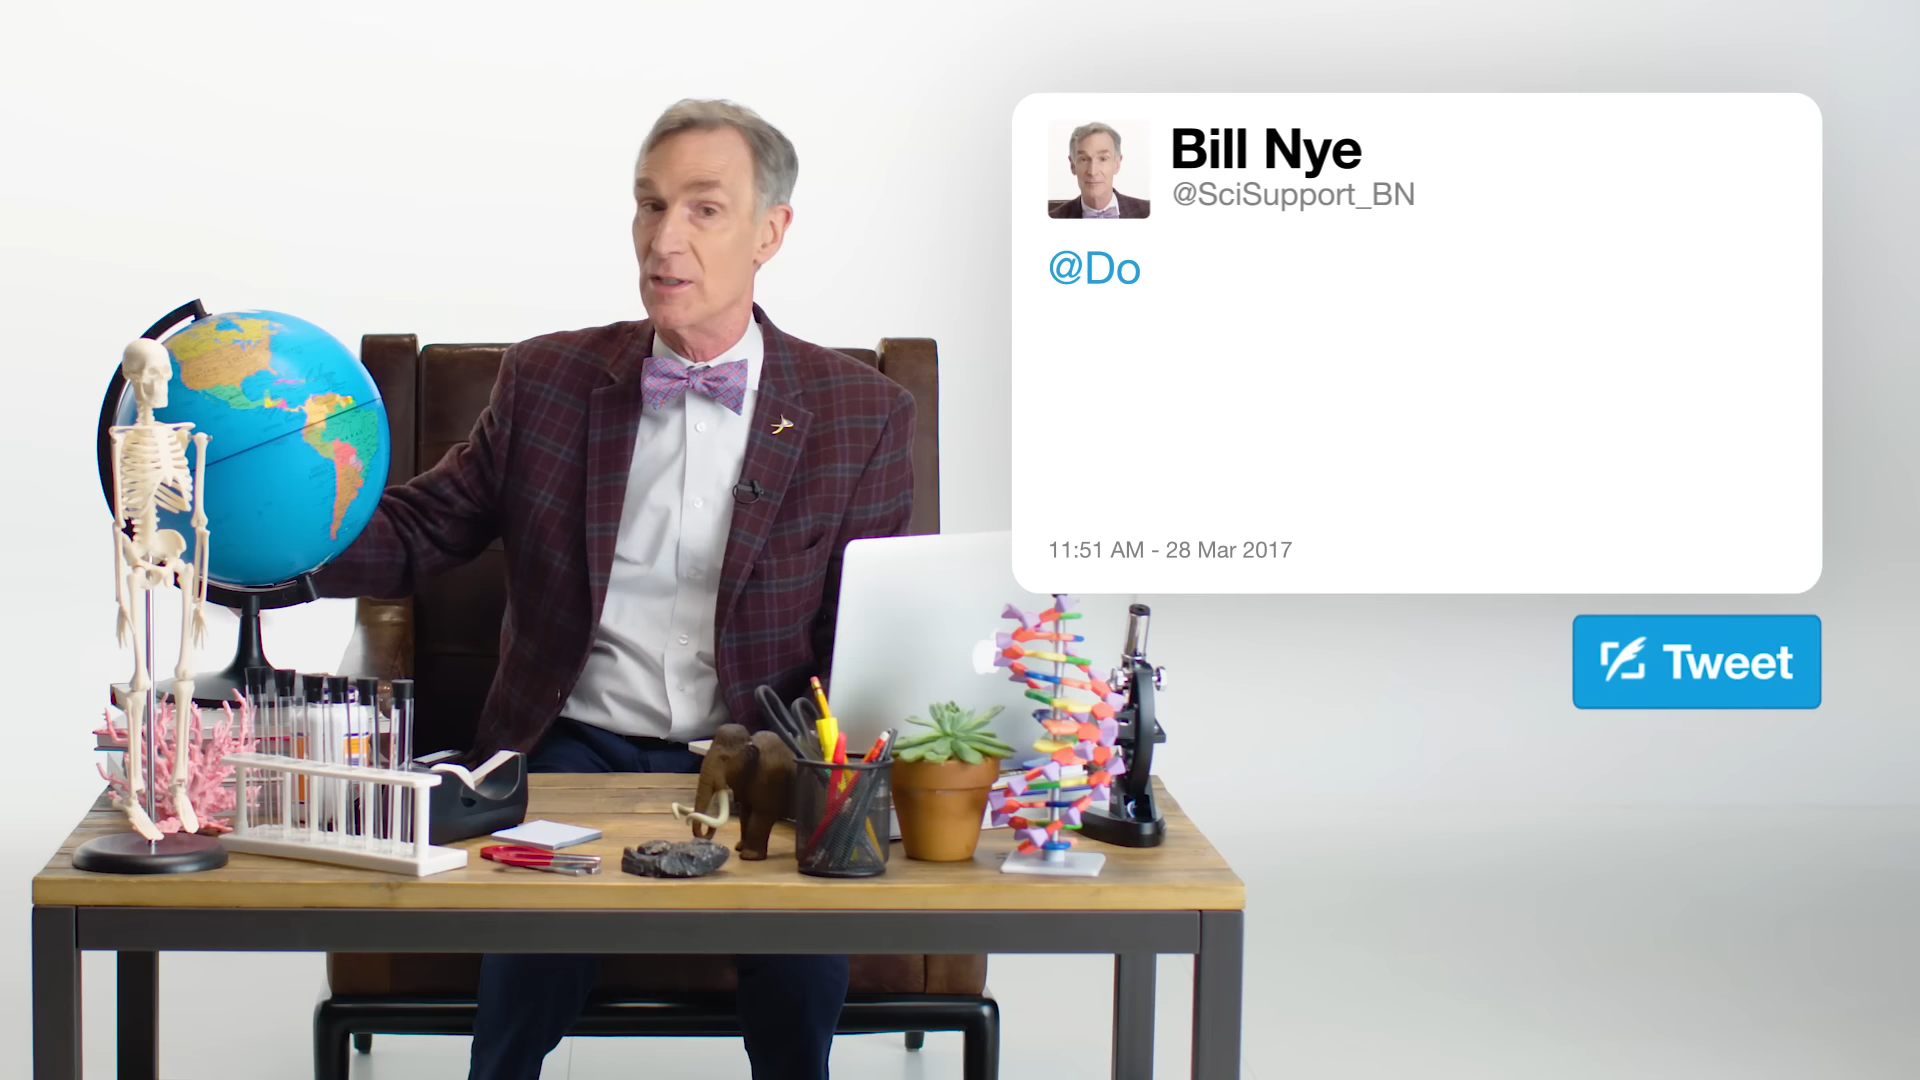 Bill Nye
@SciSupport_BN
@Do
11:51 AM - 28 Mar 2017
Tweet